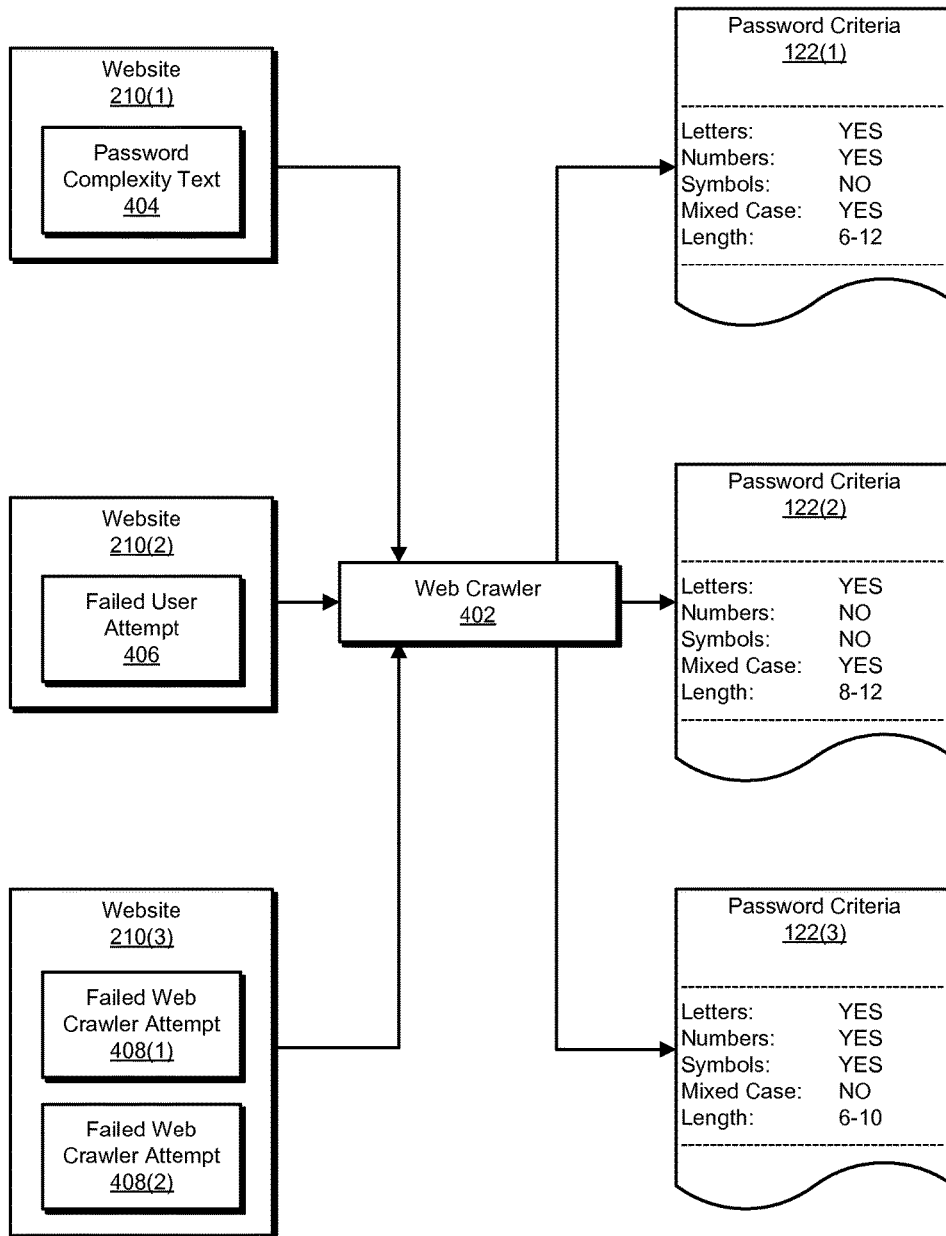 Website
210(1)
Password
Complexity Text
404
Website
210(2)
Failed User
Attempt
406
Website
210(3)
Failed Web
Crawler Attempt
408(1)
Failed Web
Crawler Attempt
408(2)
Web Crawler
402
Password Criteria
122(1)
Letters: YES
Numbers: YES
Symbols: NO
Mixed Case: YES
Length: 6-12
Password Criteria
122(2)
Letters: YES
Numbers: NO
Symbols: NO
Mixed Case: YES
Length: 8-12
Password Criteria
122(3)
Letters: YES
Numbers: YES
Symbols: YES
Mixed Case: NO
Length: 6-10